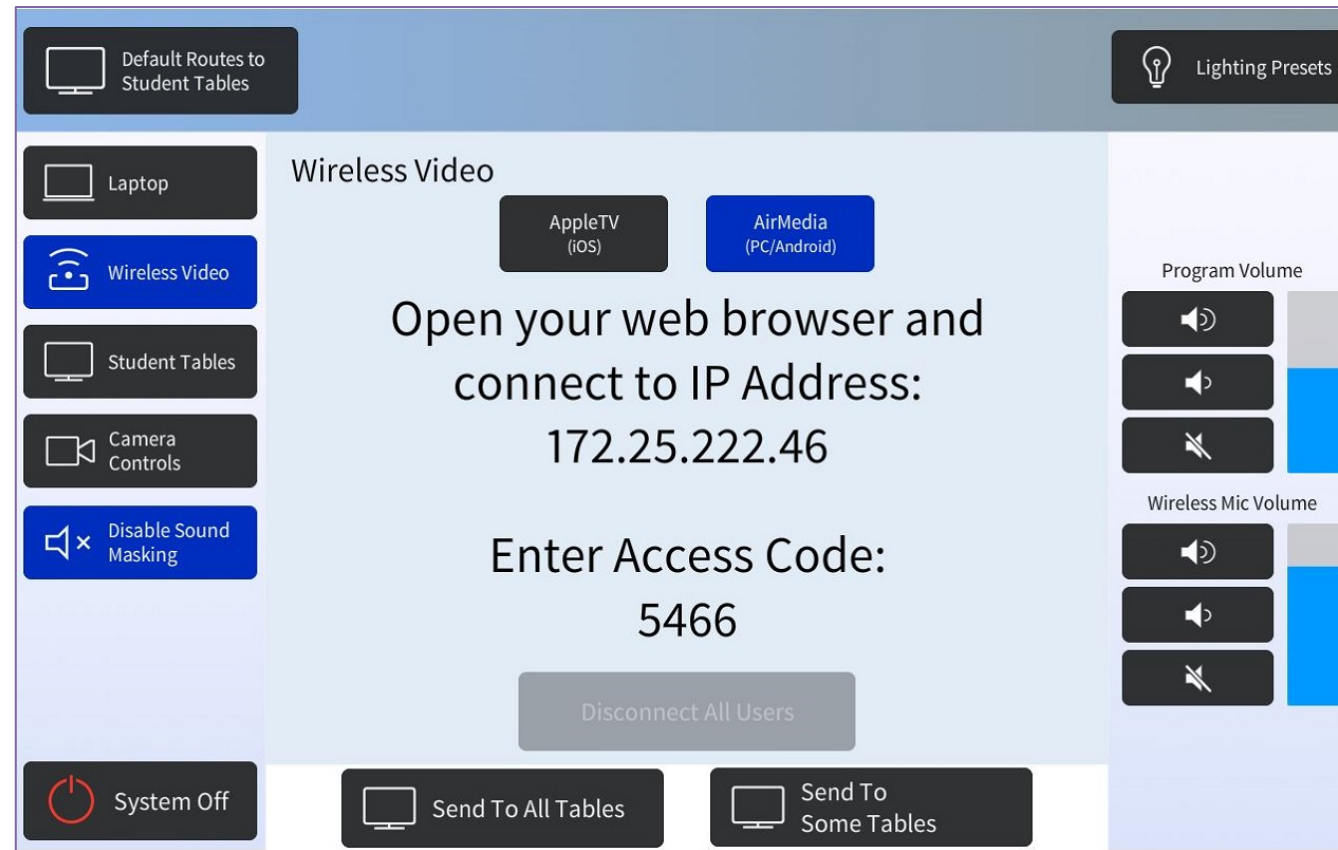 Default Routes to
Student Tables
Lighting Presets
Laptop
Wireless Video
Student Tables
Camera
Controls
Disable Sound
Masking
System Off
Wireless Video
AppleTV
(iOS)
AirMedia
(PC/Android)
Open your web browser and
connect to IP Address:
172.25.222.46
Enter Access Code:
5466
Disconnect All Users
Send To All Tables
Send To
Some Tables
Program Volume
Wireless Mic Volume